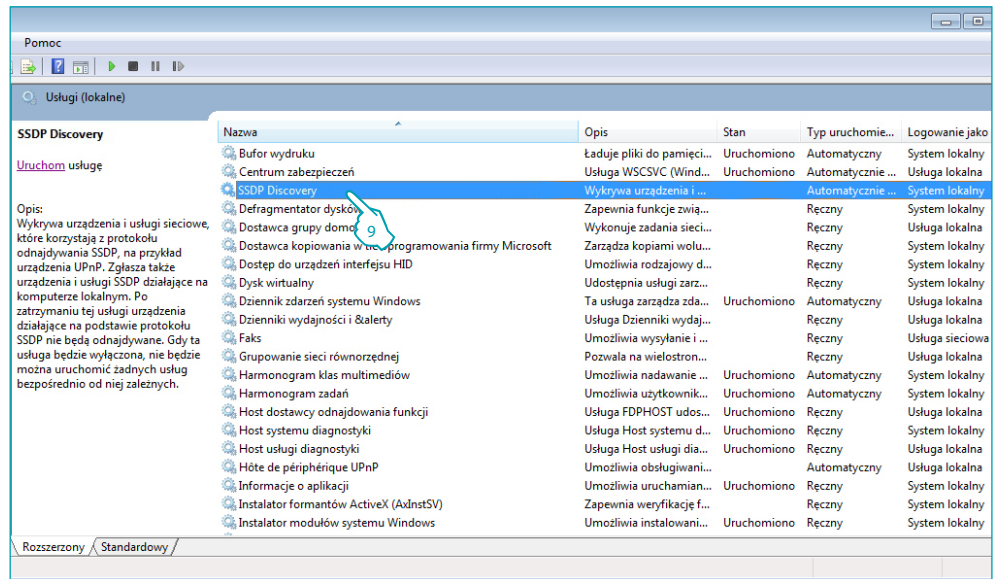 Pomoc
Usługi (lokalne)
SSDP Discovery
Uruchom usługę
Opis:
Wykrywa urządzenia i usługi sieciowe,
które korzystają z protokołu
odnajdywania SSDP, na przykład
urządzenia UPnP. Zgłasza także
urządzenia i usługi SSDP działające na
komputerze lokalnym. Po
zatrzymaniu tej usługi urządzenia
działające na podstawie protokołu
SSDP nie będą odnajdywane. Gdy ta
usługa będzie wyłączona, nie będzie
można uruchomić żadnych usług
bezpośrednio od niej zależnych.
Nazwa Opis Stan Typ uruchomie... Logowanie jako
Bufor wydruku Ładuje pliki do pamięci... Uruchomiono Automatyczny System lokalny
Centrum zabezpieczeń Usługa WSCSVC (Wind... Uruchomiono Automatycznie ... Usługa lokalna
SSDP Discovery Wykrywa urządzenia i ... Automatycznie ... System lokalny
Defragmentator dysków Zapewnia funkcje zwią... Ręczny System lokalny
Dostawca grupy domo Wykonuje zadania sieci... Ręczny Usługa lokalna
9
Dostawca kopiowania w tle oprogramowania firmy Microsoft Zarządza kopiami wolu... Ręczny System lokalny
Dostęp do urządzeń interfejsu HID Umożliwia rodzajowy d... Ręczny System lokalny
Dysk wirtualny Udostępnia usługi zarz... Ręczny System lokalny
Dziennik zdarzeń systemu Windows Ta usługa zarządza zda... Uruchomiono Automatyczny Usługa lokalna
Dzienniki wydajności i &alerty Usługa Dzienniki wydaj... Ręczny Usługa lokalna
Faks Umożliwia wysyłanie i ... Ręczny Usługa sieciowa
Grupowanie sieci równorzędnej Pozwala na wielostron... Ręczny Usługa lokalna
Harmonogram klas multimediów Umożliwia nadawanie ... Uruchomiono Automatyczny System lokalny
Harmonogram zadań Umożliwia użytkownik... Uruchomiono Automatyczny System lokalny
Host dostawcy odnajdowania funkcji Usługa FDPHOST udos... Uruchomiono Ręczny Usługa lokalna
Host systemu diagnostyki Usługa Host systemu d... Uruchomiono Ręczny System lokalny
Host usługi diagnostyki Usługa Host usługi dia... Uruchomiono Ręczny Usługa lokalna
Hôte de périphérique UPnP Umożliwia obsługiwani... Automatyczny Usługa lokalna
Informacje o aplikacji Umożliwia uruchamian... Uruchomiono Ręczny System lokalny
Instalator formantów ActiveX (AxInstSV) Zapewnia weryfikację f... Ręczny System lokalny
Instalator modułów systemu Windows Umożliwia instalowani... Uruchomiono Ręczny System lokalny
Rozszerzony Standardowy